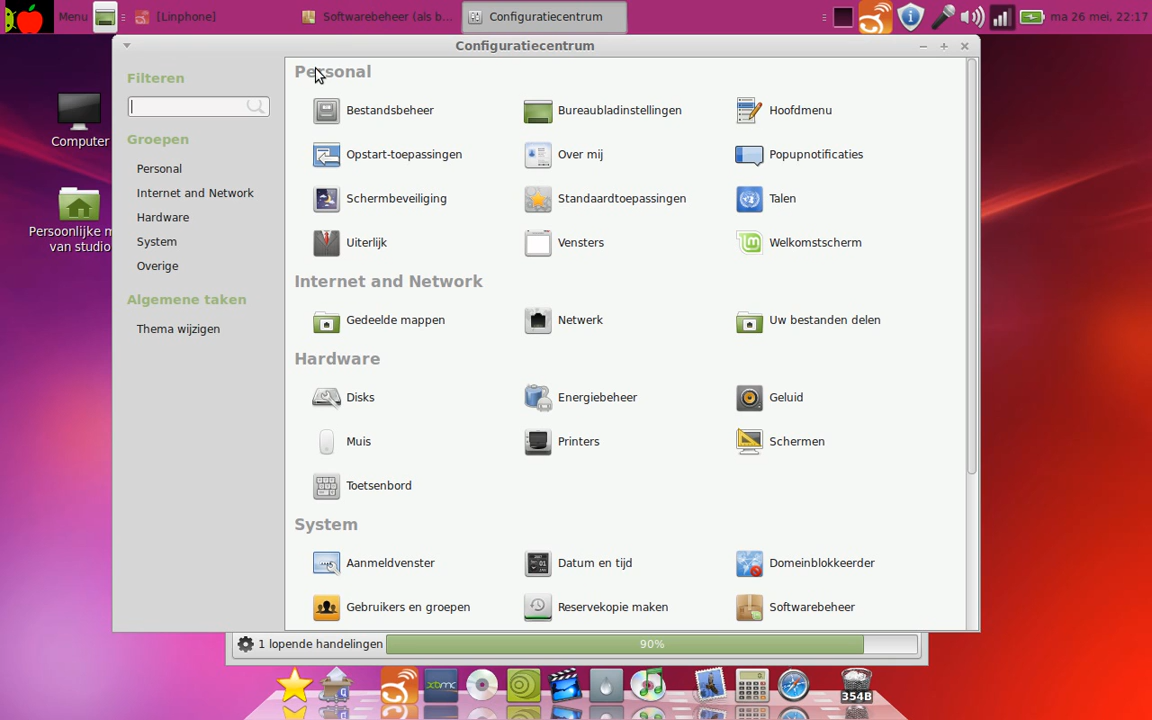 Menu
[Linphone]
Softwarebeheer (als b...
Configuratiecentrum
ma 26 mei, 22:17
Configuratiecentrum
Filteren
Groepen
Personal
Internet and Network
Hardware
System
Overige
Algemene taken
Thema wijzigen
Personal
Bestandsbeheer
Bureaubladinstellingen
Hoofdmenu
Opstart-toepassingen
Over mij
Popupnotificaties
Schermbeveiliging
Standaardtoepassingen
Talen
Uiterlijk
Vensters
Welkomstscherm
Internet and Network
Gedeelde mappen
Netwerk
Uw bestanden delen
Hardware
Disks
Energiebeheer
Geluid
Muis
Printers
Schermen
Toetsenbord
System
Aanmeldvenster
Datum en tijd
Domeinblokkeerder
Gebruikers en groepen
Reservekopie maken
Softwarebeheer
Computer
Persoonlijke m
van studio
1 lopende handelingen
90%
xbmc
354B